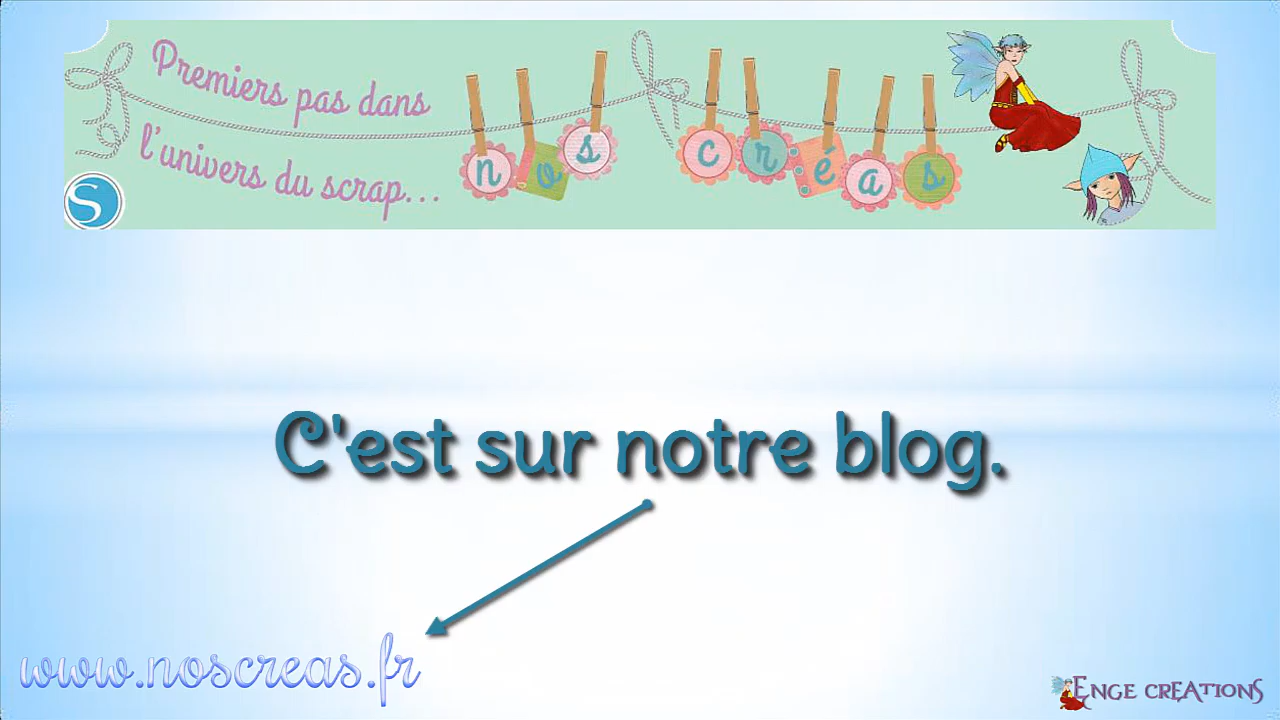 Premiers pas dans
l'univers du scrap...
nos créas
S
C'est sur notre blog.
www.noscreas.fr
ENGE CREATIONS